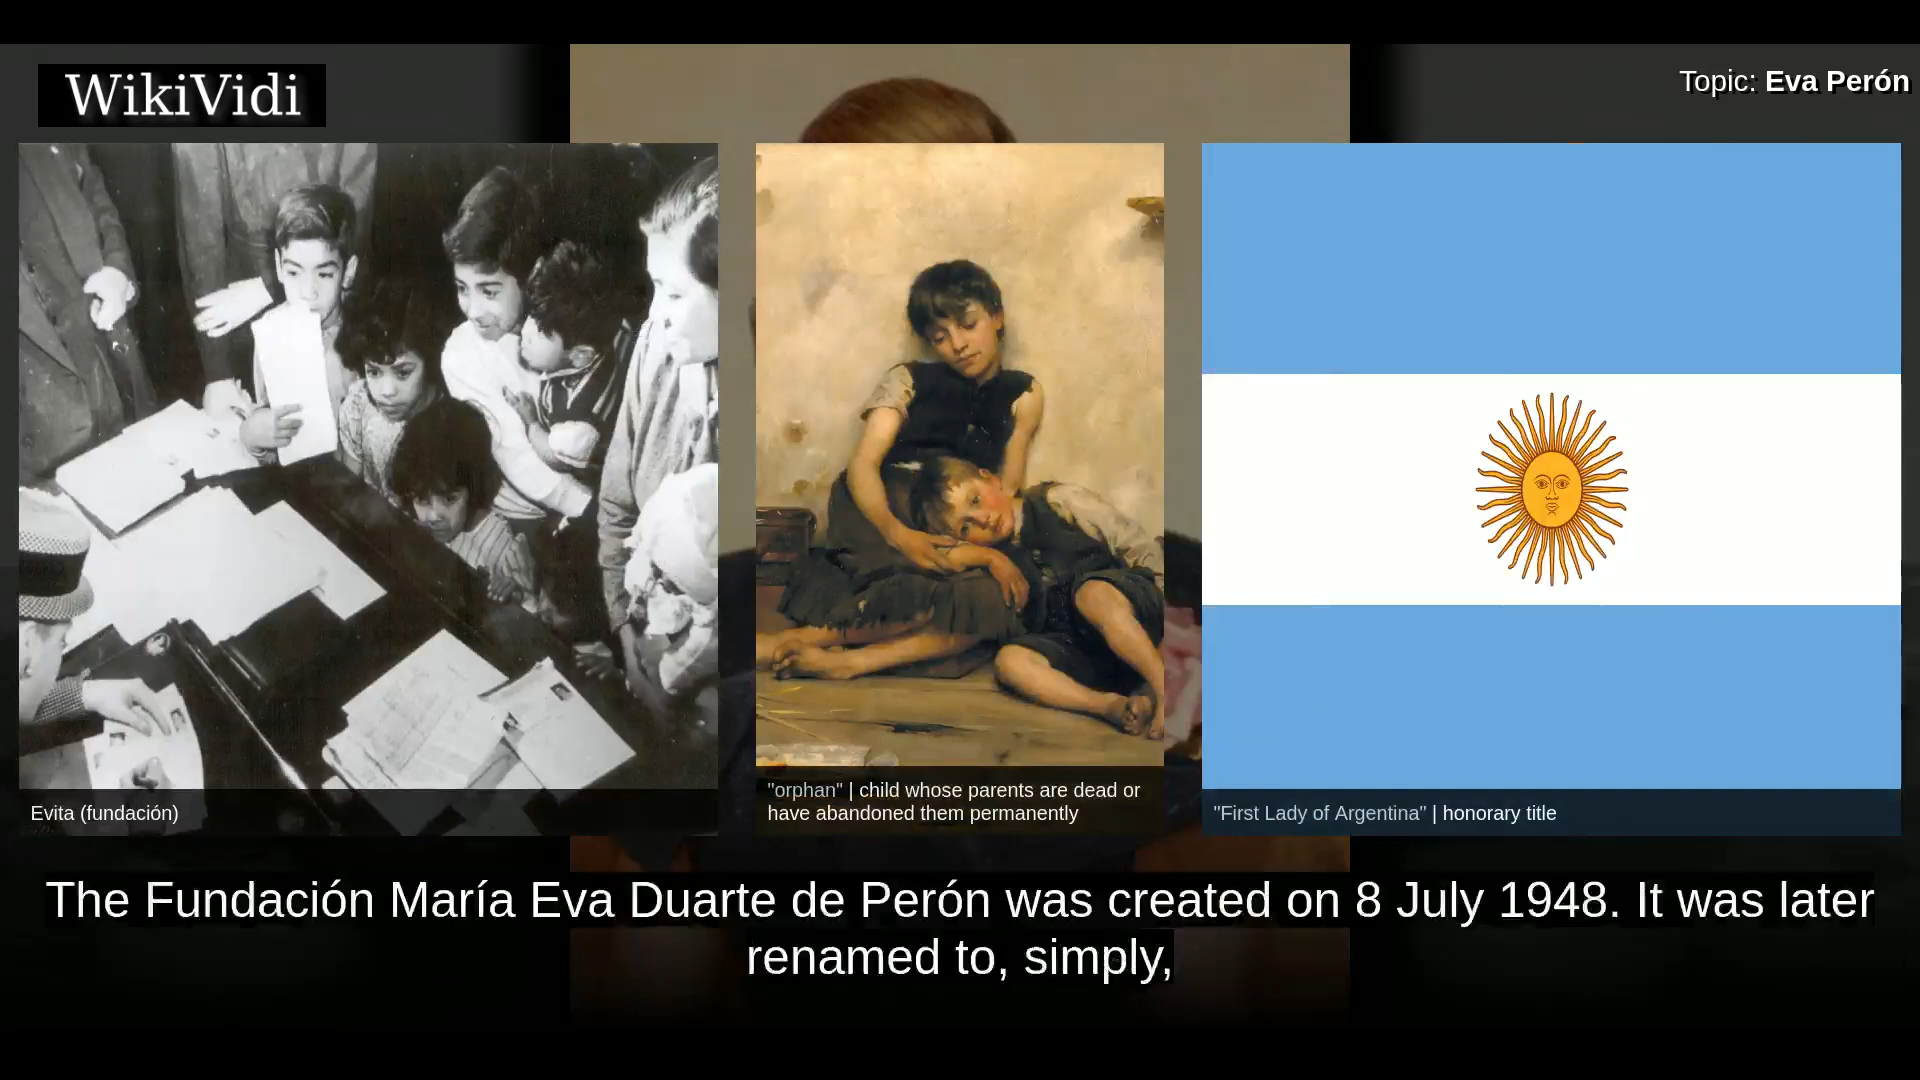 WikiVidi
Topic: Eva Perón
Evita (fundación)
"orphan" | child whose parents are dead or
have abandoned them permanently
"First Lady of Argentina" | honorary title
The Fundación María Eva Duarte de Perón was created on 8 July 1948. It was later
renamed to, simply,